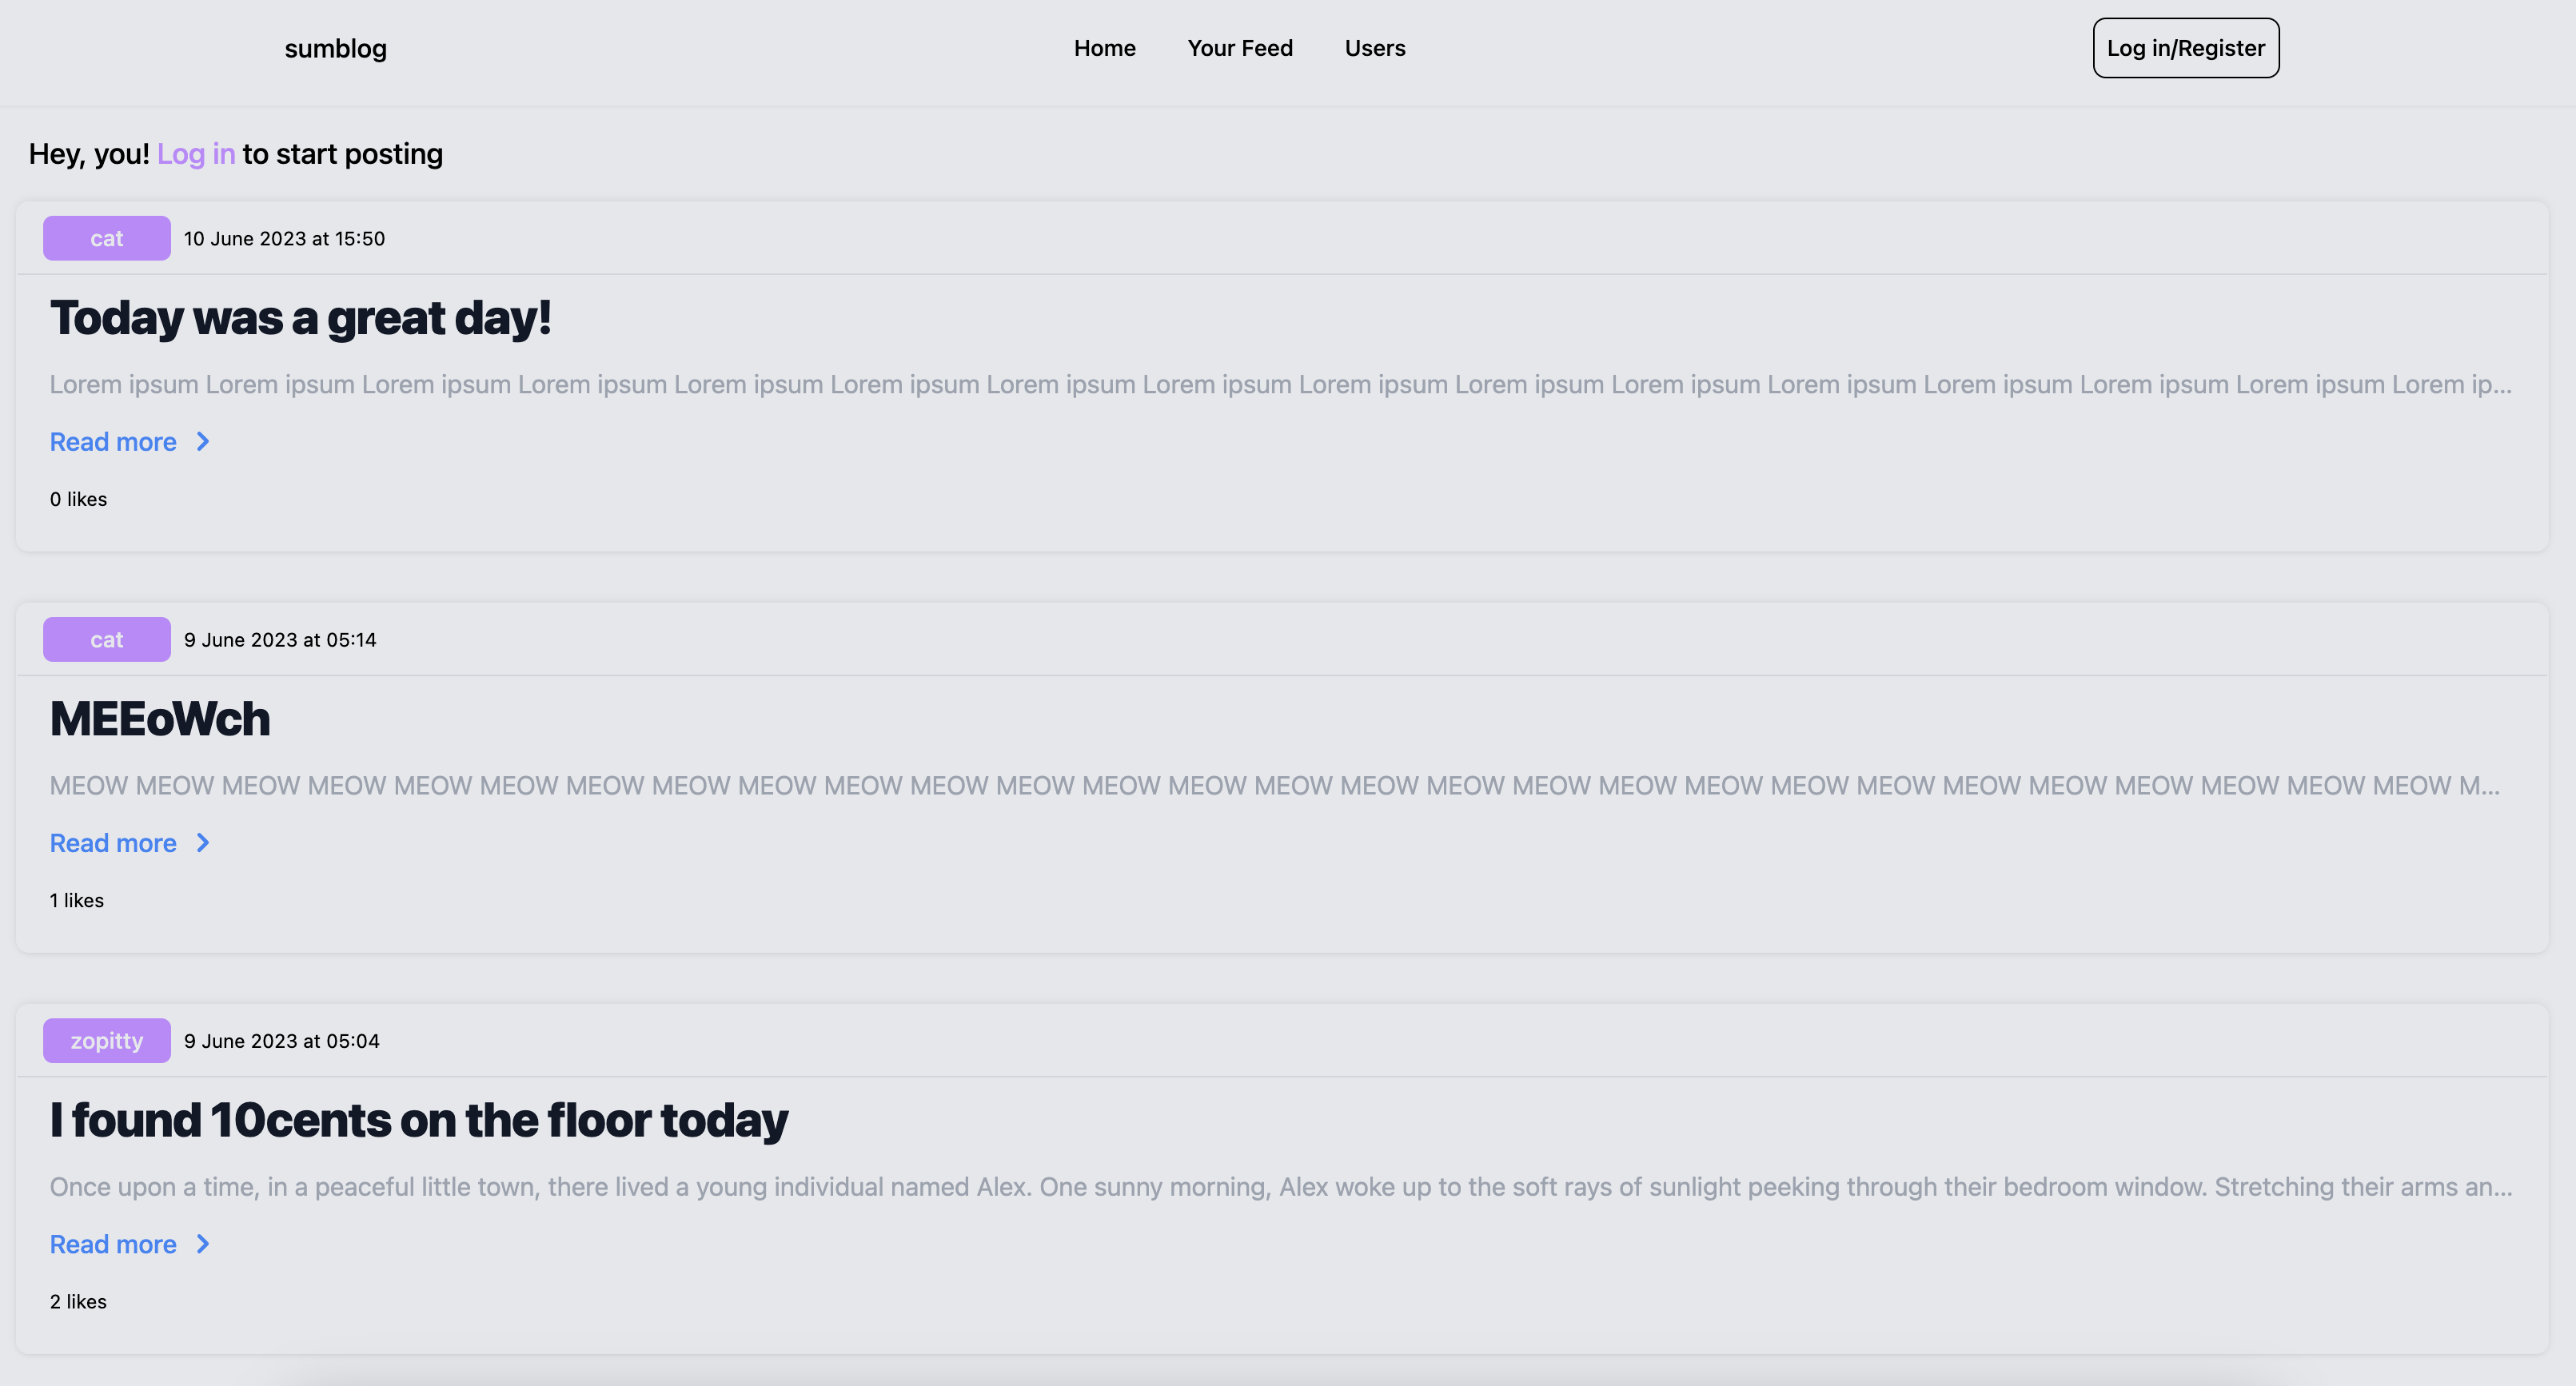 sumblog
Home Your Feed Users
Log in/Register
Hey, you! Log in to start posting
cat 10 June 2023 at 15:50
Today was a great day!
Lorem ipsum Lorem ipsum Lorem ipsum Lorem ipsum Lorem ipsum Lorem ipsum Lorem ipsum Lorem ipsum Lorem ipsum Lorem ipsum Lorem ipsum Lorem ipsum Lorem ipsum Lorem ipsum Lorem ipsum Lorem ip...
Read more
0 likes
cat 9 June 2023 at 05:14
MEEoWch
MEOW MEOW MEOW MEOW MEOW MEOW MEOW MEOW MEOW MEOW MEOW MEOW MEOW MEOW MEOW MEOW MEOW MEOW MEOW MEOW MEOW MEOW MEOW MEOW MEOW MEOW MEOW MEOW M...
Read more
1 likes
zopitty 9 June 2023 at 05:04
I found 10cents on the floor today
Once upon a time, in a peaceful little town, there lived a young individual named Alex. One sunny morning, Alex woke up to the soft rays of sunlight peeking through their bedroom window. Stretching their arms an...
Read more
2 likes